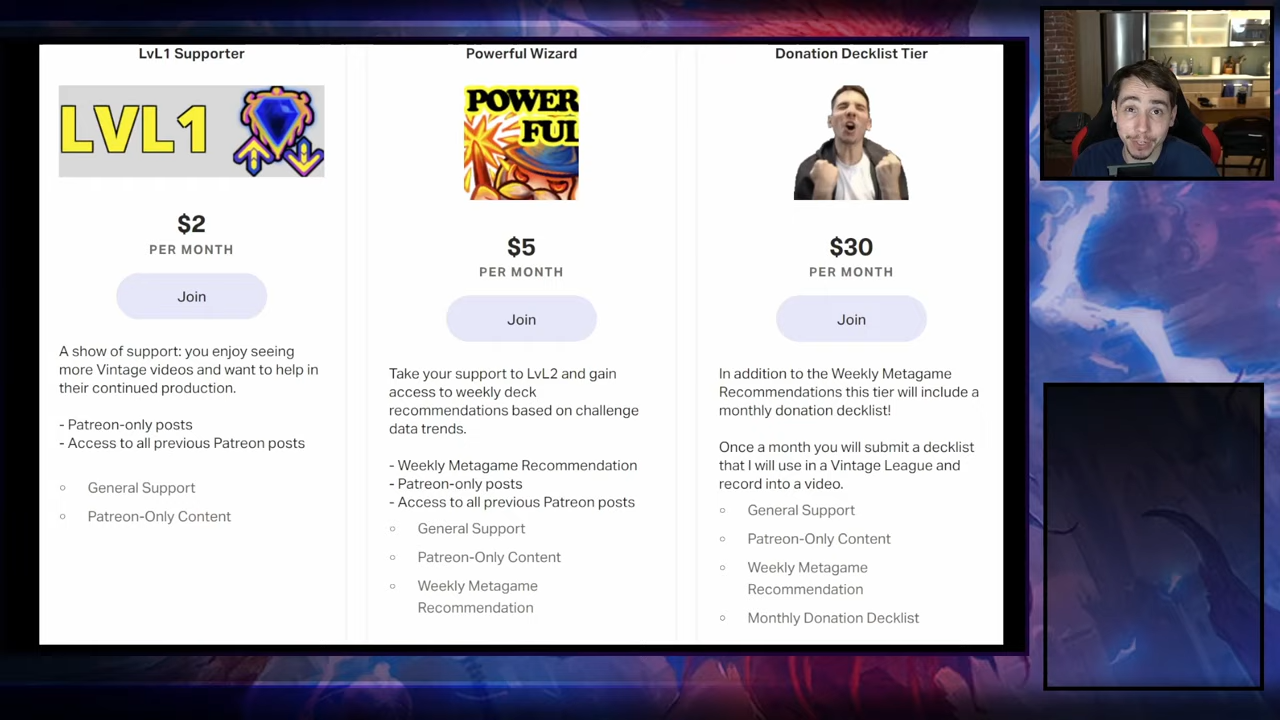 LvL1 Supporter
LVL1
$2
PER MONTH
Join
A show of support: you enjoy seeing
more Vintage videos and want to help in
their continued production.
- Patreon-only posts
- Access to all previous Patreon posts
General Support
Patreon-Only Content
Powerful Wizard
POWER
FUL
$5
PER MONTH
Join
Take your support to LvL2 and gain
access to weekly deck
recommendations based on challenge
data trends.
- Weekly Metagame Recommendation
- Patreon-only posts
- Access to all previous Patreon posts
General Support
Patreon-Only Content
Weekly Metagame
Recommendation
Donation Decklist Tier
$30
PER MONTH
Join
In addition to the Weekly Metagame
Recommendations this tier will include a
monthly donation decklist!
Once a month you will submit a decklist
that I will use in a Vintage League and
record into a video.
General Support
Patreon-Only Content
Weekly Metagame
Recommendation
Monthly Donation Decklist